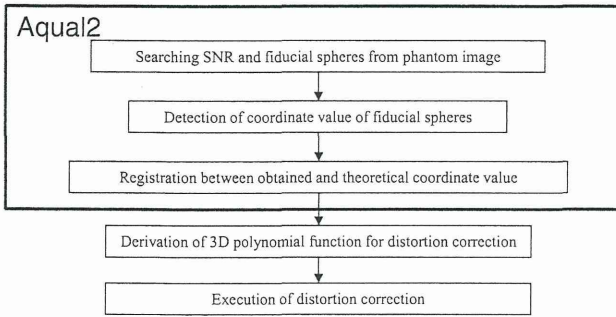 Aqual2
Searching SNR and fiducial spheres from phantom image
Detection of coordinate value of fiducial spheres
Registration between obtained and theoretical coordinate value
Derivation of 3D polynomial function for distortion correction
Execution of distortion correction